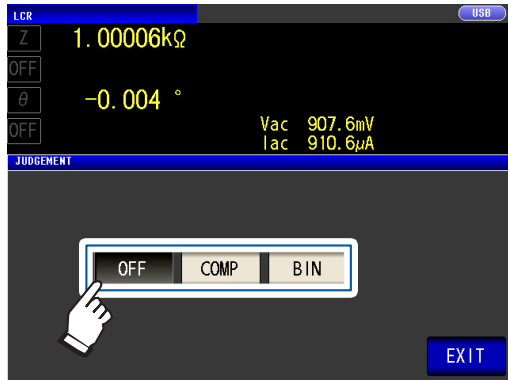 LCR USB
Z 1.00006kΩ
OFF
θ -0.004 °
OFF
Vac 907.6mV
Iac 910.6μA
JUDGEMENT
OFF COMP BIN
EXIT